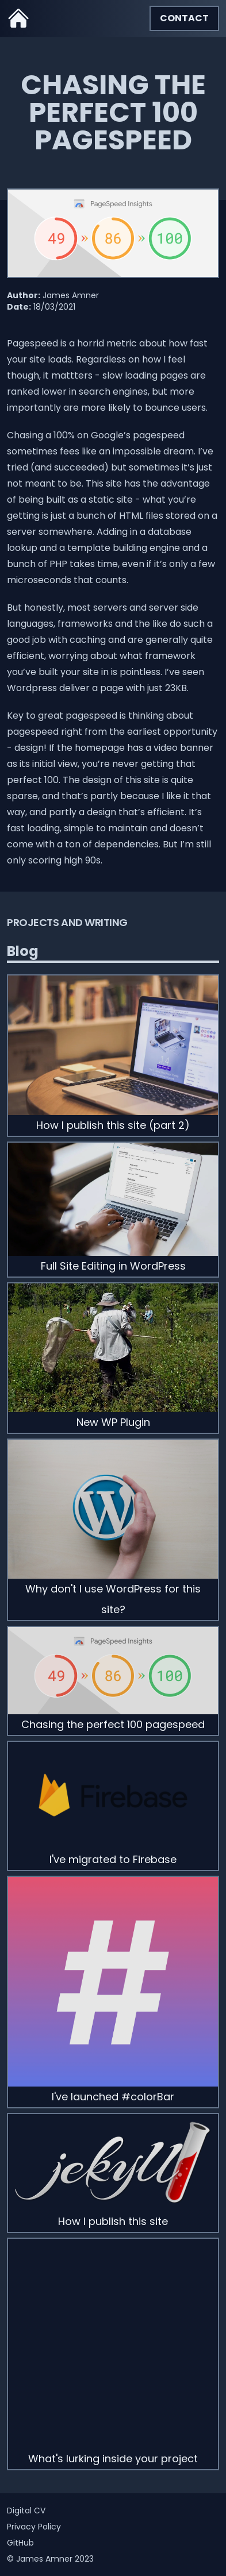 CONTACT
CHASING THE
PERFECT 100
PAGESPEED
PageSpeed Insights
49 » 86 » 100
Author: James Amner
Date: 18/03/2021
Pagespeed is a horrid metric about how fast
your site loads. Regardless on how I feel
though, it mattters - slow loading pages are
ranked lower in search engines, but more
importantly are more likely to bounce users.
Chasing a 100% on Google’s pagespeed
sometimes fees like an impossible dream. I’ve
tried (and succeeded) but sometimes it’s just
not meant to be. This site has the advantage
of being built as a static site - what you’re
getting is just a bunch of HTML files stored on a
server somewhere. Adding in a database
lookup and a template building engine and a
bunch of PHP takes time, even if it’s only a few
microseconds that counts.
But honestly, most servers and server side
languages, frameworks and the like do such a
good job with caching and are generally quite
efficient, worrying about what framework
you’ve built your site in is pointless. I’ve seen
Wordpress deliver a page with just 23KB.
Key to great pagespeed is thinking about
pagespeed right from the earliest opportunity
- design! If the homepage has a video banner
as its initial view, you’re never getting that
perfect 100. The design of this site is quite
sparse, and that’s partly because I like it that
way, and partly a design that’s efficient. It’s
fast loading, simple to maintain and doesn’t
come with a ton of dependencies. But I’m still
only scoring high 90s.
PROJECTS AND WRITING
Blog
How I publish this site (part 2)
Full Site Editing in WordPress
New WP Plugin
Why don't I use WordPress for this
site?
PageSpeed Insights
49 » 86 » 100
Chasing the perfect 100 pagespeed
Firebase
I've migrated to Firebase
#
I've launched #colorBar
jekyll
How I publish this site
What's lurking inside your project
Digital CV
Privacy Policy
GitHub
© James Amner 2023